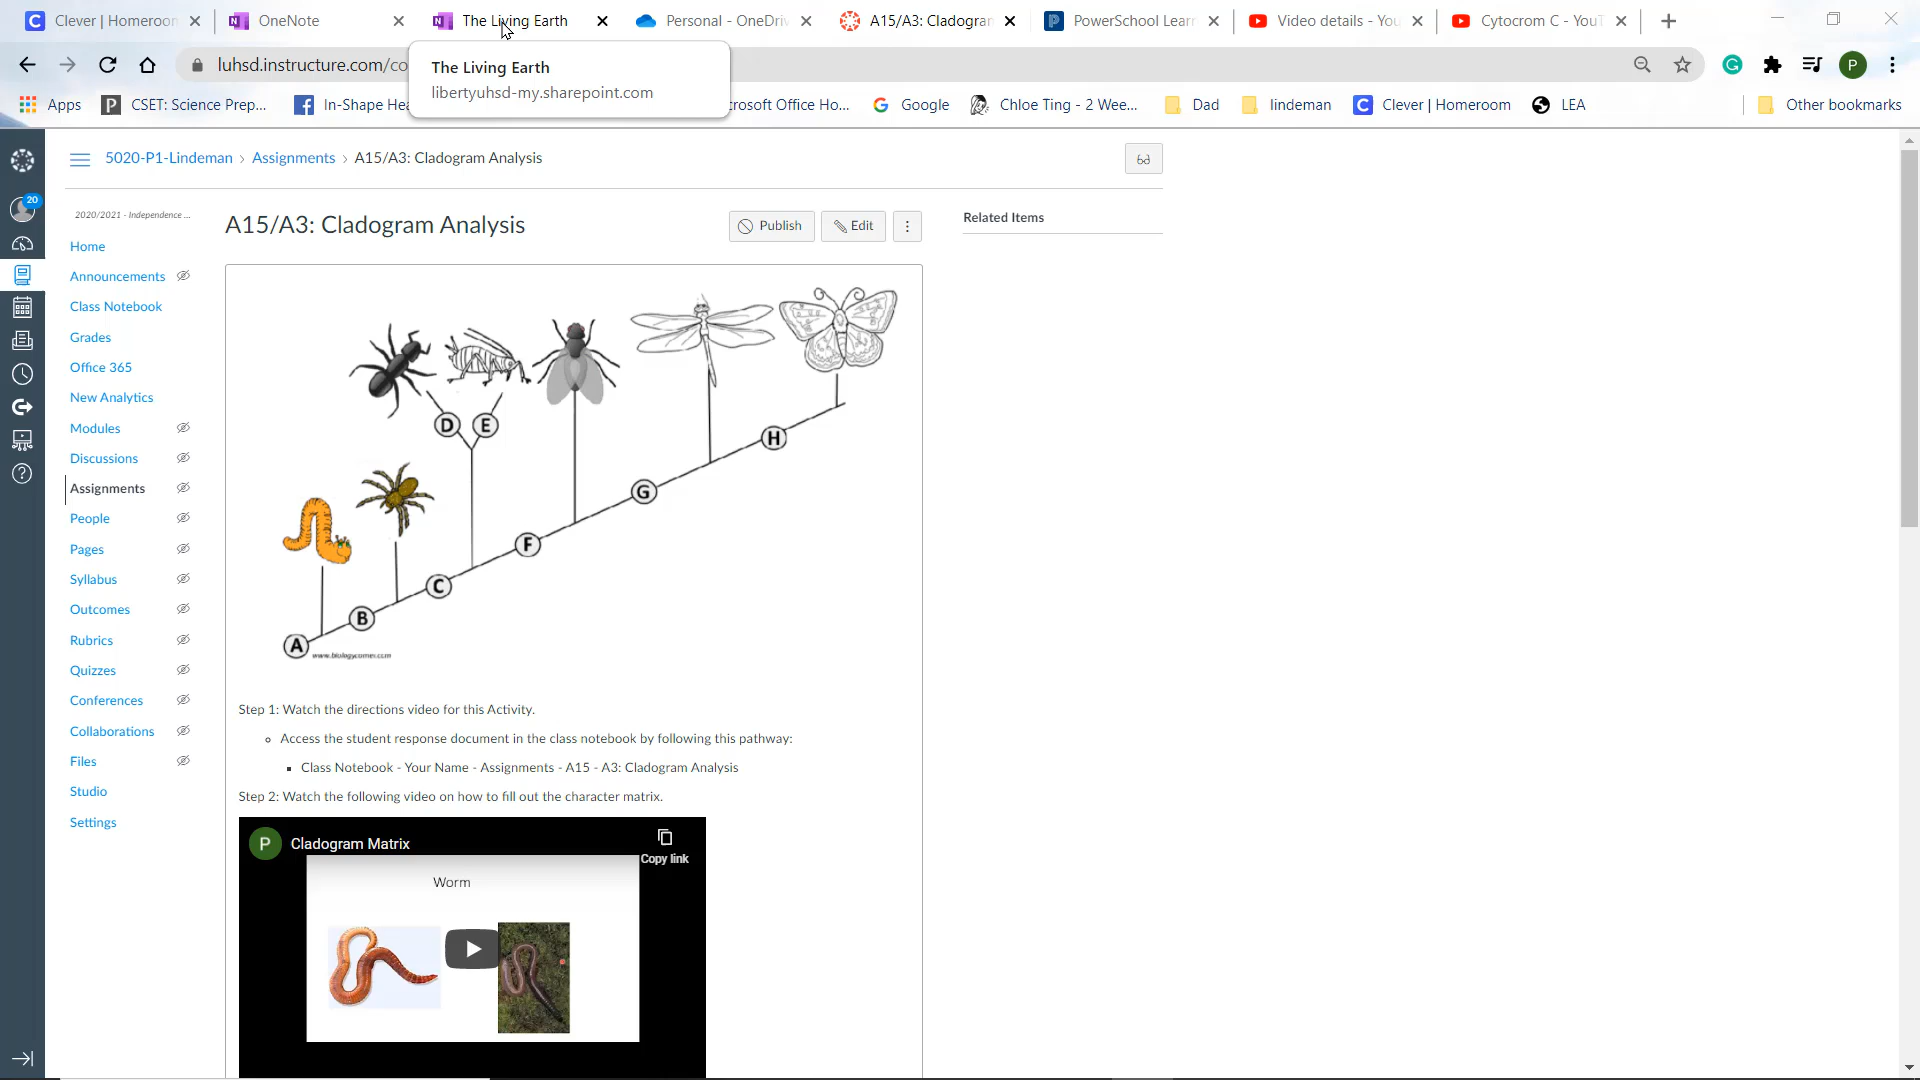 Clever | Homeroom
OneNote
The Living Earth
Personal - OneDriv
A15/A3: Cladogram
PowerSchool Learn
Video details - You
Cytocrom C - YouT
luhsd.instructure.com/co
The Living Earth
libertyuhsd-my.sharepoint.com
P
Apps
CSET: Science Prep...
In-Shape Hea
crosoft Office Ho...
Google
Chloe Ting - 2 Wee...
Dad
lindeman
Clever | Homeroom
LEA
Other bookmarks
5020-P1-Lindeman › Assignments › A15/A3: Cladogram Analysis
20
2020/2021 - Independence ...
Home
Announcements
Class Notebook
Grades
Office 365
New Analytics
Modules
Discussions
Assignments
People
Pages
Syllabus
Outcomes
Rubrics
Quizzes
Conferences
Collaborations
Files
Studio
Settings
A15/A3: Cladogram Analysis
Publish
Edit
Related Items
D E
H
G
F
C
B
A
www.biologycorner.com
Step 1: Watch the directions video for this Activity.
Access the student response document in the class notebook by following this pathway:
Class Notebook - Your Name - Assignments - A15 - A3: Cladogram Analysis
Step 2: Watch the following video on how to fill out the character matrix.
P
Cladogram Matrix
Copy link
Worm